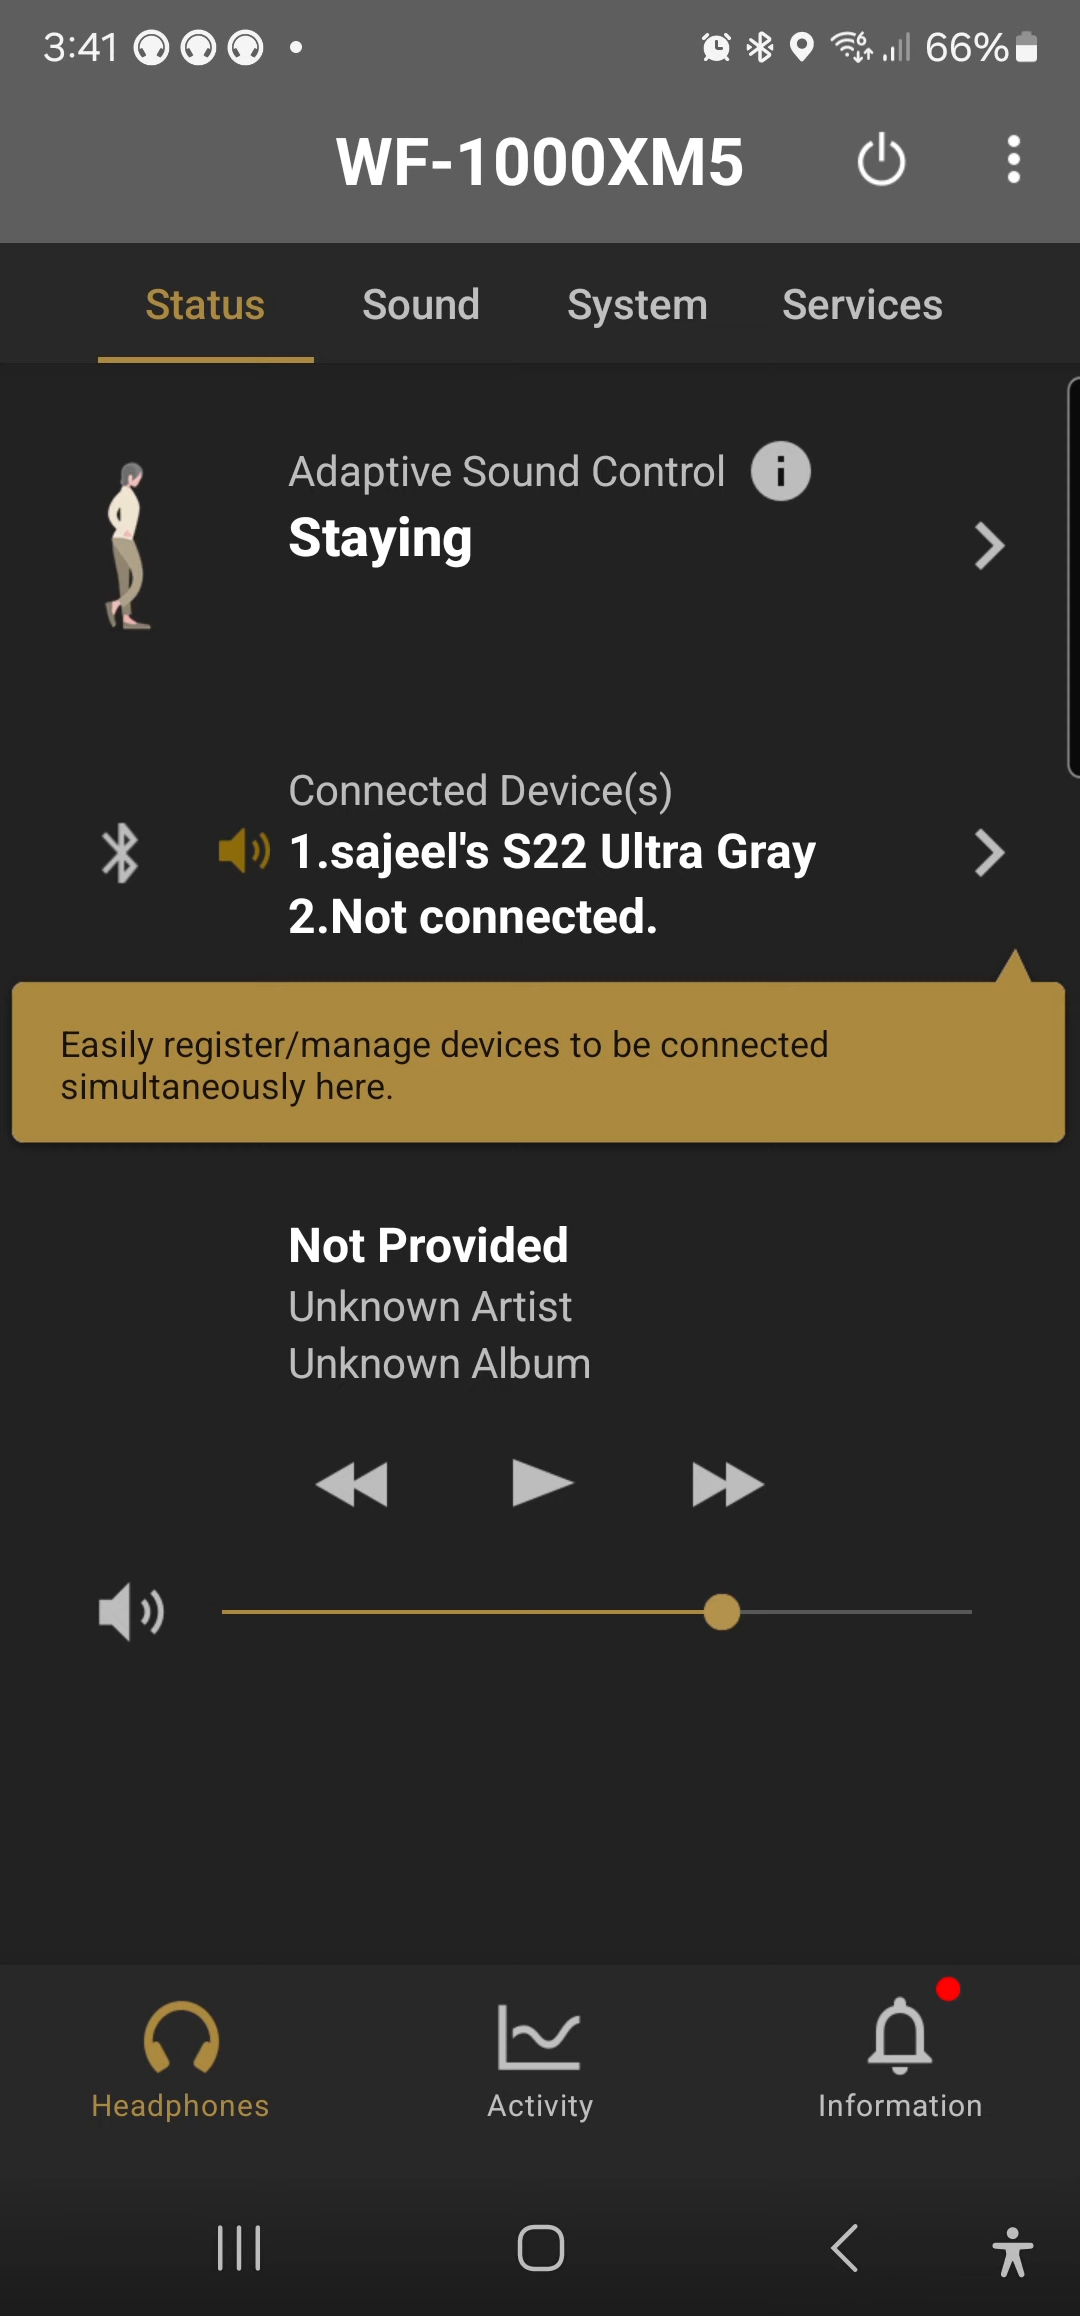 3:41 66%
WF-1000XM5
Status Sound System Services
Adaptive Sound Control i
Staying
Connected Device(s)
1.sajeel's S22 Ultra Gray
2.Not connected.
Easily register/manage devices to be connected
simultaneously here.
Not Provided
Unknown Artist
Unknown Album
Headphones Activity Information